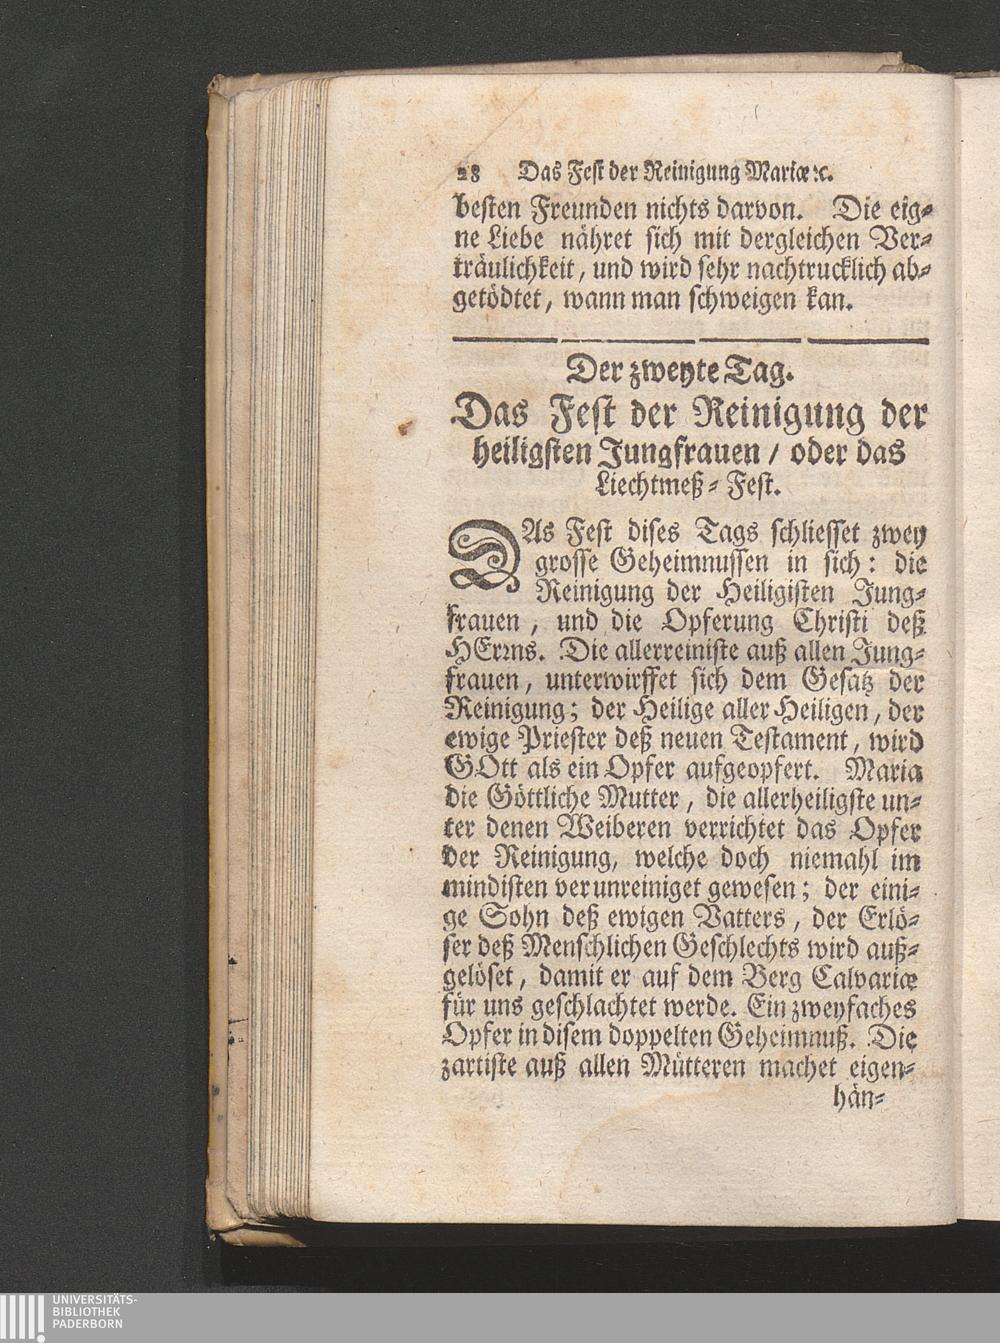 28 Das Fest der Reinigung Mariæ ꝛc.
besten Freunden nichts darvon. Die eig⸗
ne Liebe nähret sich mit dergleichen Ver⸗
träulichkeit, und wird sehr nachtrucklich ab⸗
getödtet, wann man schweigen kan.
Der zweyte Tag.
Das Fest der Reinigung der
heiligsten Jungfrauen / oder das
Liechtmeß⸗Fest.
DAs Fest dises Tags schliesset zwey
grosse Geheimnussen in sich: die
Reinigung der Heiligisten Jung⸗
frauen, und die Opferung Christi deß
HErrns. Die allerreiniste auß allen Jung⸗
frauen, unterwirffet sich dem Gesatz der
Reinigung; der Heilige aller Heiligen, der
ewige Priester deß neuen Testament, wird
GOtt als ein Opfer aufgeopfert. Maria
die Göttliche Mutter, die allerheiligste un⸗
ter denen Weiberen verrichtet das Opfer
der Reinigung, welche doch niemahl im
mindisten verunreiniget gewesen; der eini⸗
ge Sohn deß ewigen Vatters, der Erlö⸗
ser deß Menschlichen Geschlechts wird auß⸗
gelöset, damit er auf dem Berg Calvariæ
für uns geschlachtet werde. Ein zweyfaches
Opfer in disem doppelten Geheimnuß. Die
zartiste auß allen Mütteren machet eigen⸗
hän⸗
UNIVERSITÄTS-
BIBLIOTHEK
PADERBORN